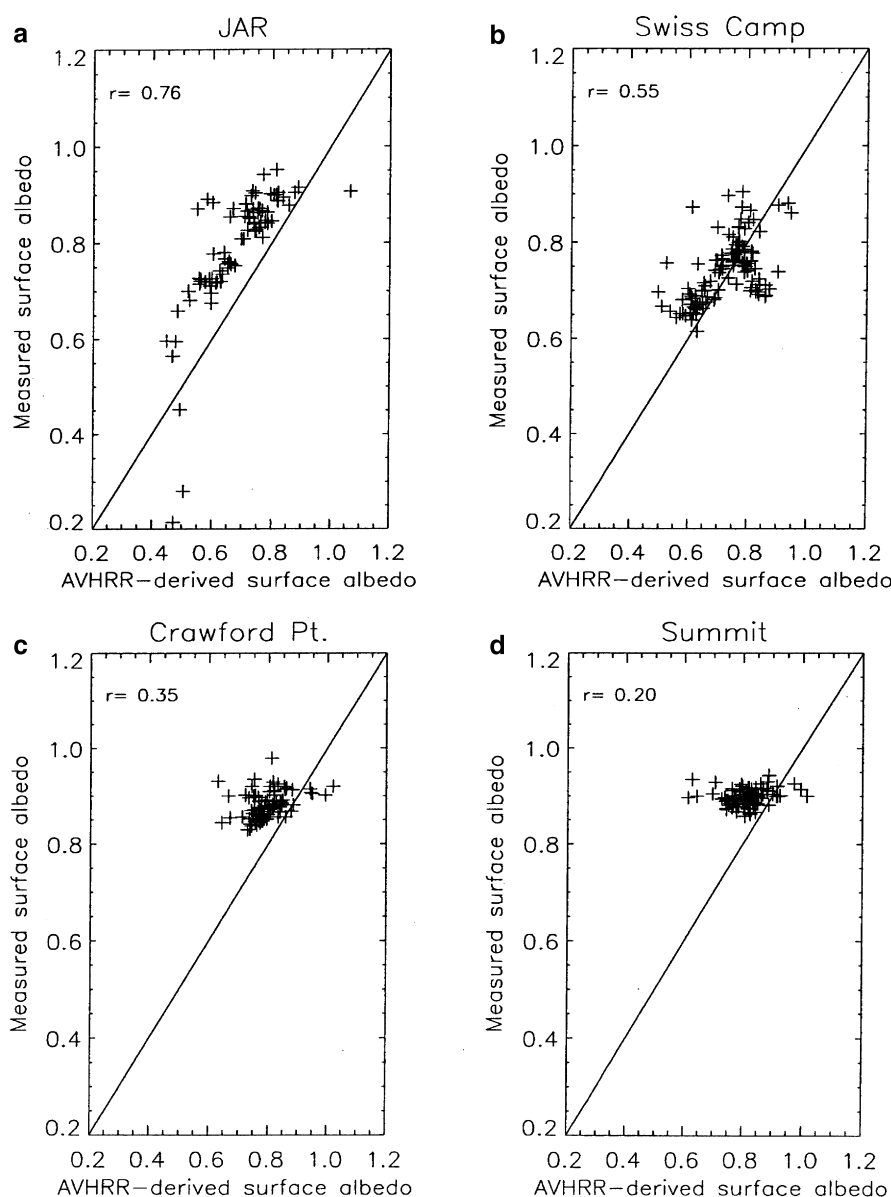 a
JAR
r= 0.76
Measured surface albedo
1.2
1.0
0.8
0.6
0.4
0.2
0.2 0.4 0.6 0.8 1.0 1.2
AVHRR-derived surface albedo
b
Swiss Camp
r= 0.55
Measured surface albedo
1.2
1.0
0.8
0.6
0.4
0.2
0.2 0.4 0.6 0.8 1.0 1.2
AVHRR-derived surface albedo
c
Crawford Pt.
r= 0.35
Measured surface albedo
1.2
1.0
0.8
0.6
0.4
0.2
0.2 0.4 0.6 0.8 1.0 1.2
AVHRR-derived surface albedo
d
Summit
r= 0.20
Measured surface albedo
1.2
1.0
0.8
0.6
0.4
0.2
0.2 0.4 0.6 0.8 1.0 1.2
AVHRR-derived surface albedo